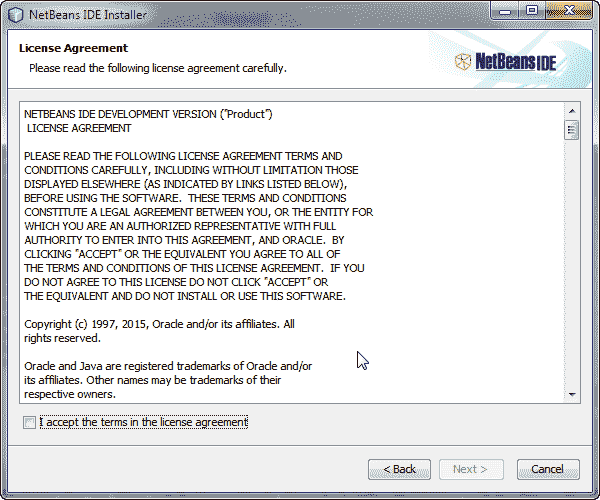 NetBeans IDE Installer
License Agreement
Please read the following license agreement carefully.
NetBeans IDE
NETBEANS IDE DEVELOPMENT VERSION ("Product")
LICENSE AGREEMENT
PLEASE READ THE FOLLOWING LICENSE AGREEMENT TERMS AND
CONDITIONS CAREFULLY, INCLUDING WITHOUT LIMITATION THOSE
DISPLAYED ELSEWHERE (AS INDICATED BY LINKS LISTED BELOW),
BEFORE USING THE SOFTWARE.  THESE TERMS AND CONDITIONS
CONSTITUTE A LEGAL AGREEMENT BETWEEN YOU, OR THE ENTITY FOR
WHICH YOU ARE AN AUTHORIZED REPRESENTATIVE WITH FULL
AUTHORITY TO ENTER INTO THIS AGREEMENT, AND ORACLE.  BY
CLICKING "ACCEPT" OR THE EQUIVALENT YOU AGREE TO ALL OF
THE TERMS AND CONDITIONS OF THIS LICENSE AGREEMENT.  IF YOU
DO NOT AGREE TO THIS LICENSE DO NOT CLICK "ACCEPT" OR
THE EQUIVALENT AND DO NOT INSTALL OR USE THIS SOFTWARE.
Copyright (c) 1997, 2015, Oracle and/or its affiliates. All
rights reserved.
Oracle and Java are registered trademarks of Oracle and/or
its affiliates. Other names may be trademarks of their
respective owners.
I accept the terms in the license agreement
< Back
Next >
Cancel